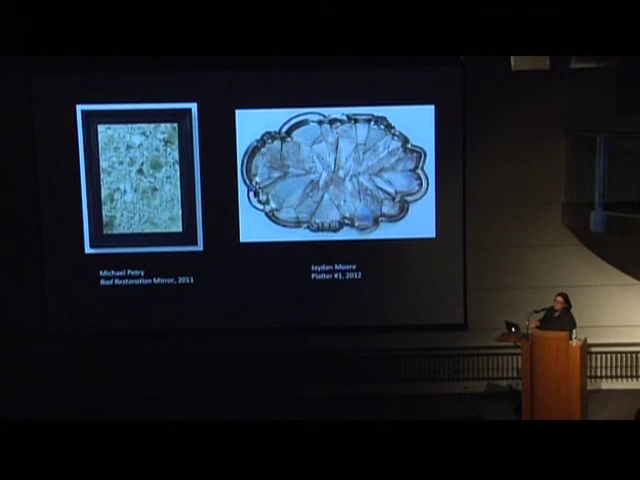 Michael Petry
Bad Restoration Mirror, 2011
Jaydan Moore
Platter #1, 2012